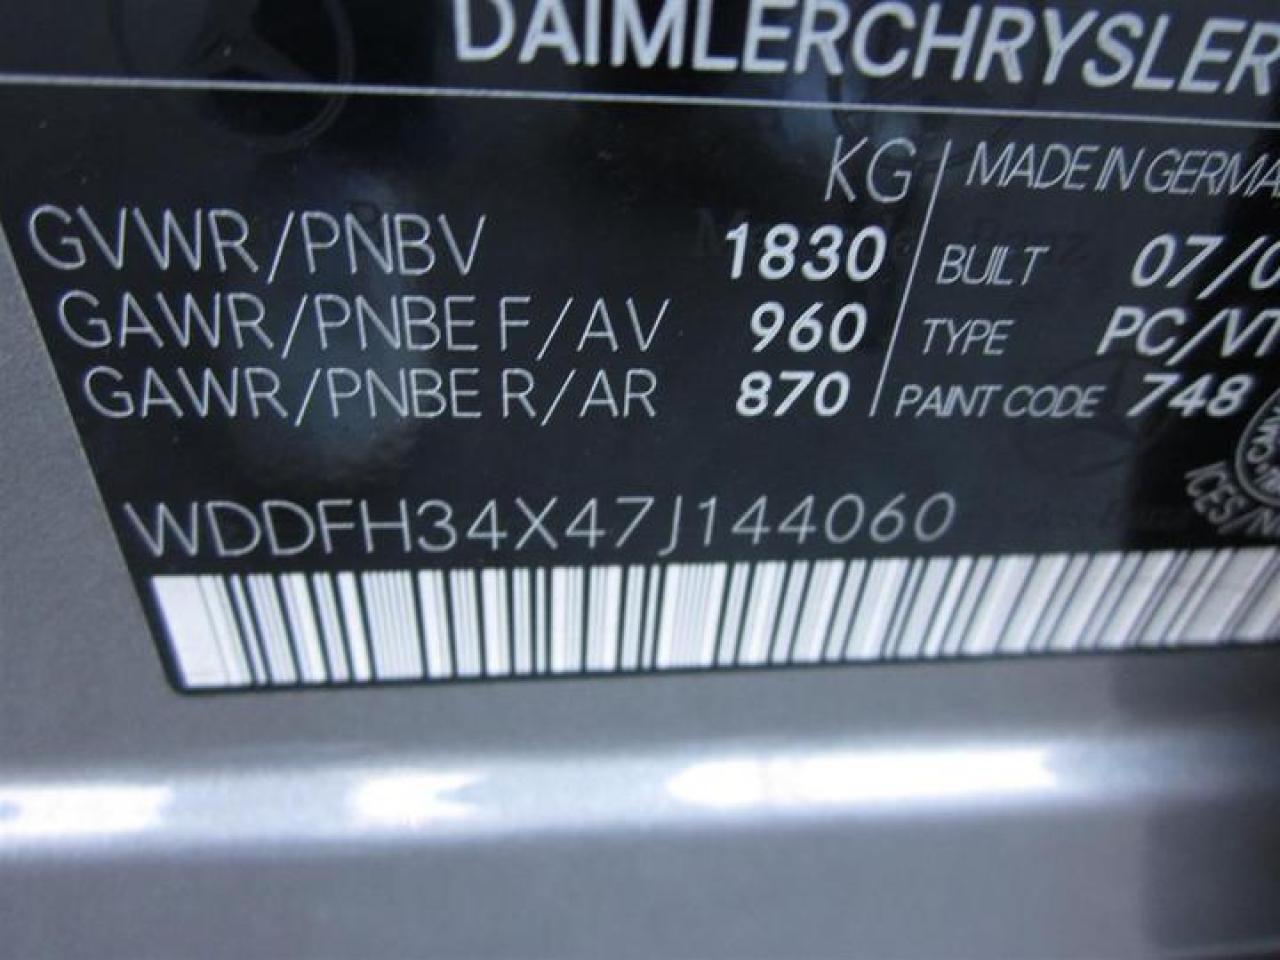 DAIMLERCHRYSLER
KG MADE IN GERMA
GVWR/PNBV 1830 BUILT 07/0
GAWR/PNBE F/AV 960 TYPE PC/VT
GAWR/PNBE R/AR 870 PAINT CODE 748
WDDFH34X47J144060